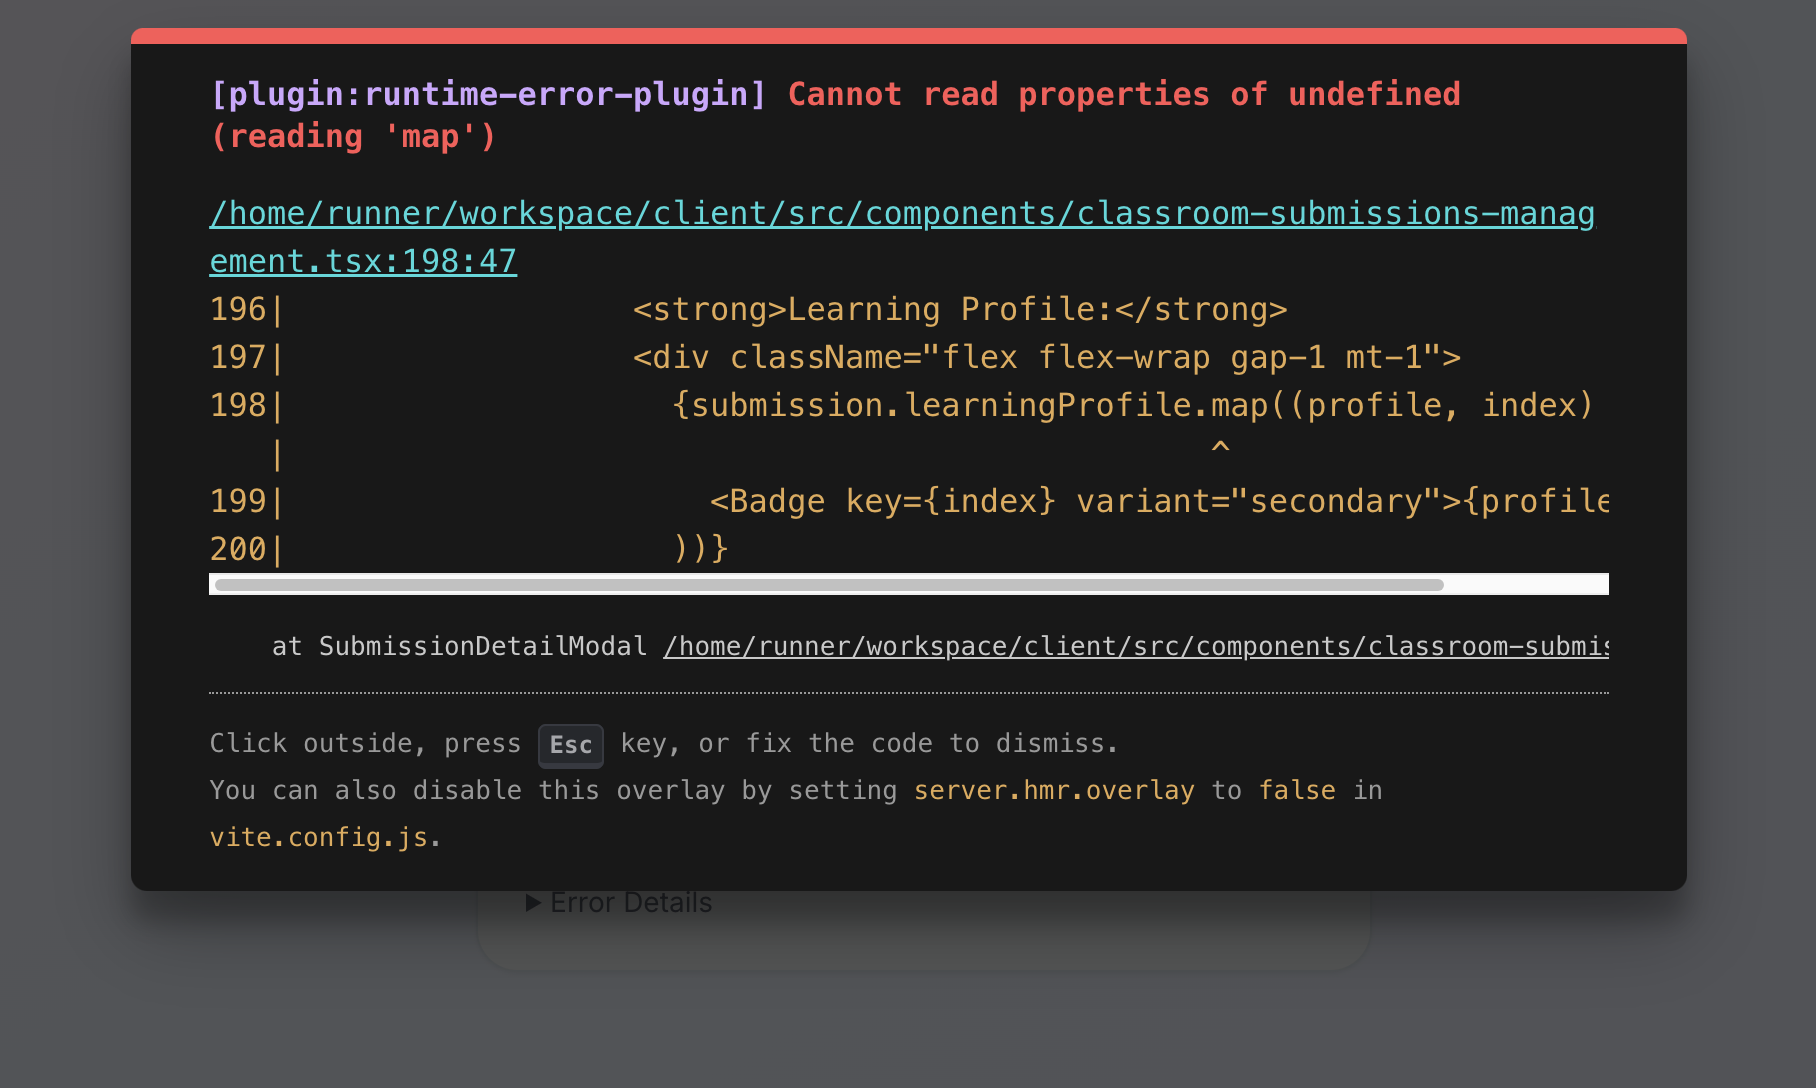 [plugin:runtime-error-plugin] Cannot read properties of undefined
(reading 'map')
/home/runner/workspace/client/src/components/classroom-submissions-manag
ement.tsx:198:47
196|                  <strong>Learning Profile:</strong>
197|                  <div className="flex flex-wrap gap-1 mt-1">
198|                    {submission.learningProfile.map((profile, index)
   |                                                ^
199|                      <Badge key={index} variant="secondary">{profile
200|                    ))}
at SubmissionDetailModal /home/runner/workspace/client/src/components/classroom-submis
Click outside, press Esc key, or fix the code to dismiss.
You can also disable this overlay by setting server.hmr.overlay to false in
vite.config.js.
▶ Error Details